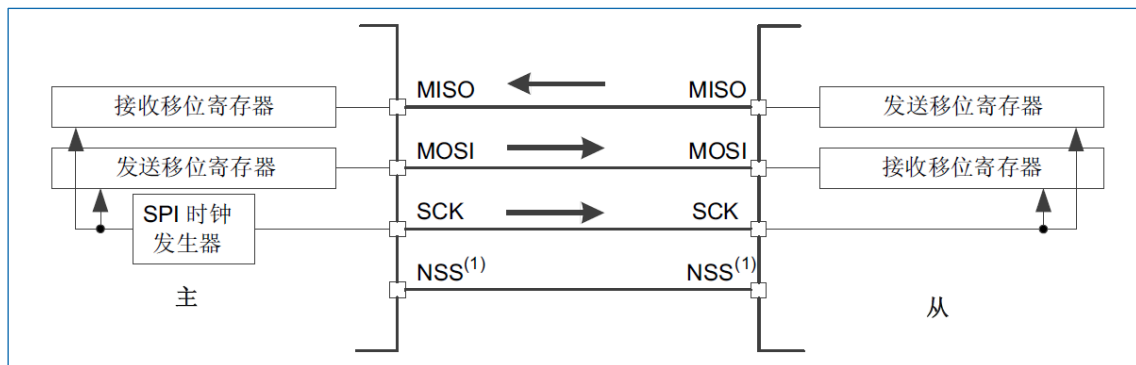 MISO MISO
接收移位寄存器 发送移位寄存器
MOSI MOSI
发送移位寄存器 接收移位寄存器
SPI 时钟 SCK SCK
发生器
NSS(1) NSS(1)
主 从